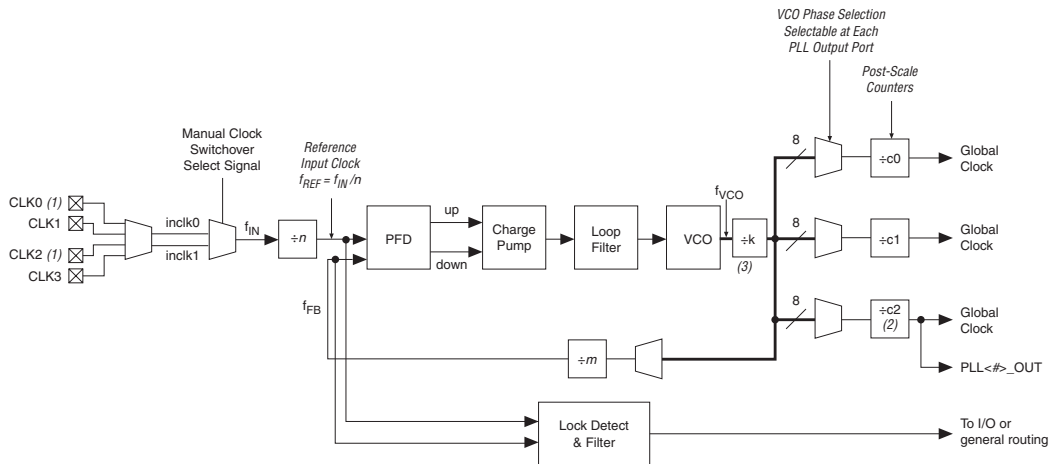 VCO Phase Selection
Selectable at Each
PLL Output Port
Post-Scale
Counters
Manual Clock
Switchover
Select Signal
Reference
Input Clock
fREF = fIN /n
8
÷c0
Global
Clock
CLK0 (1)
CLK1
CLK2 (1)
CLK3
inclk0
inclk1
fIN
÷n
PFD
up
down
Charge
Pump
Loop
Filter
VCO
fVCO
÷k
(3)
8
÷c1
Global
Clock
fFB
8
÷c2
(2)
Global
Clock
÷m
PLL<#>_OUT
Lock Detect
& Filter
To I/O or
general routing